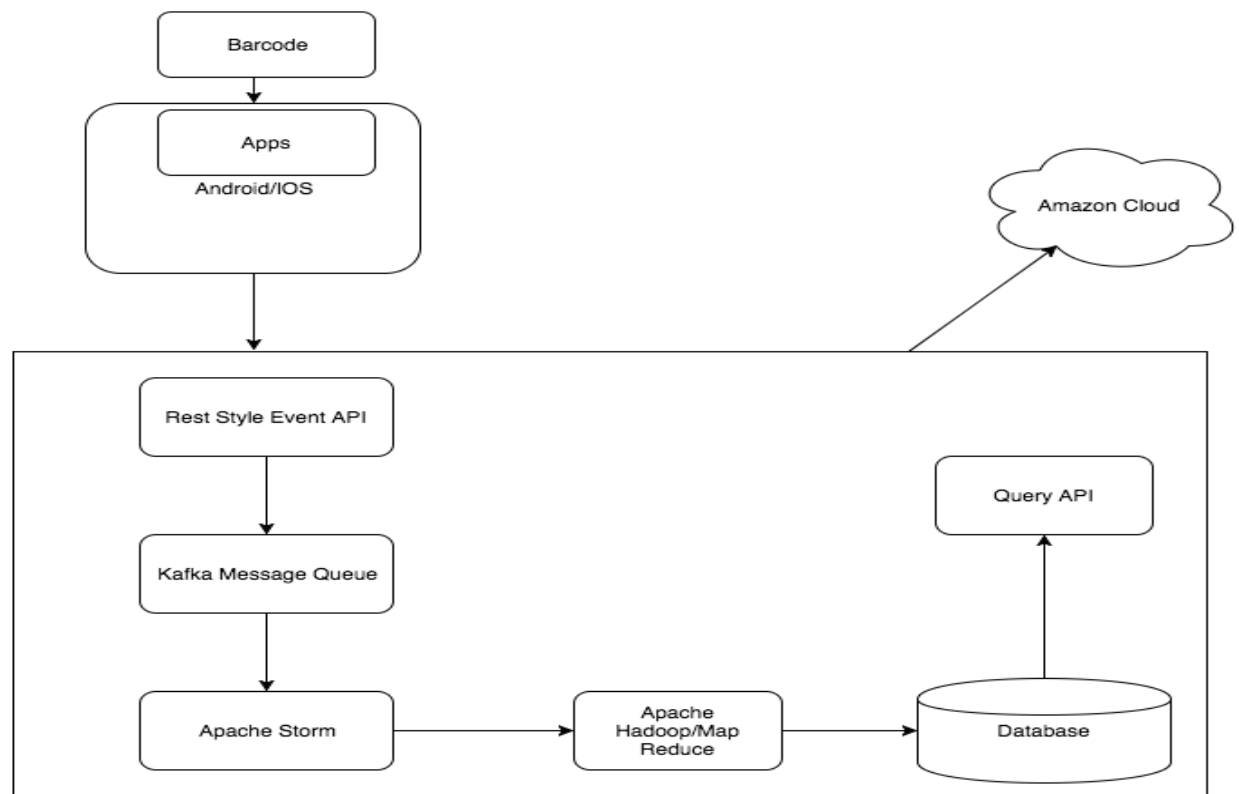 Barcode
Apps
Android/IOS
Amazon Cloud
Rest Style Event API
Query API
Kafka Message Queue
Apache Storm
Apache
Hadoop/Map
Reduce
Database